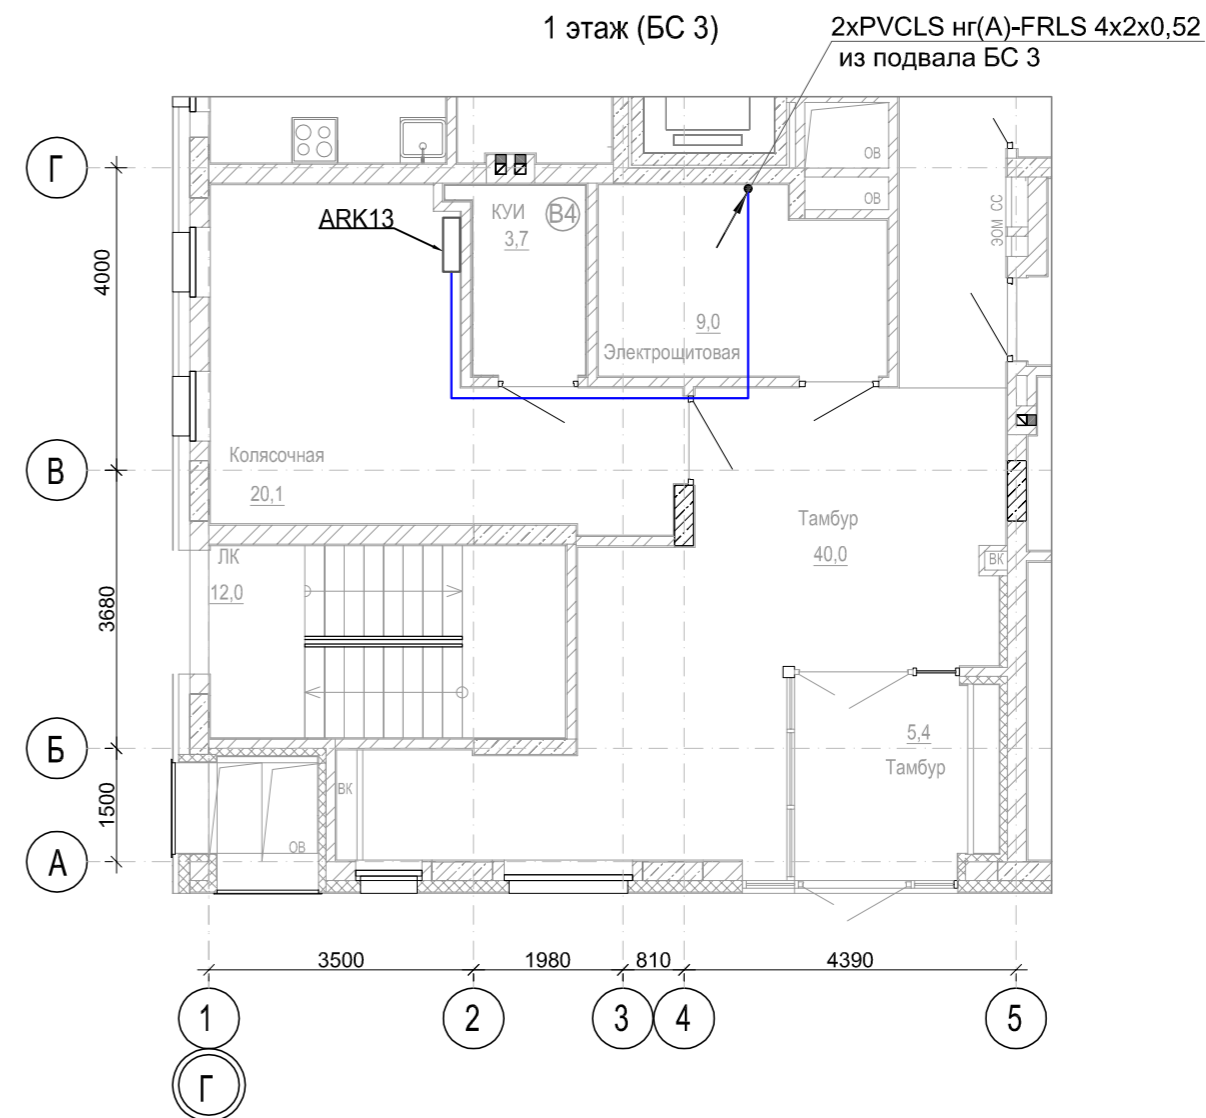 1 этаж (БС 3)
2xPVCLS нг(А)-FRLS 4x2x0,52
из подвала БС 3
Г
ОВ
ОВ
ЭОМ СС
ARK13
КУИ
В4
3,7
4000
9,0
Электрощитовая
В
Колясочная
20,1
Тамбур
40,0
ВК
ЛК
12,0
3680
Б
5,4
Тамбур
ВК
1500
ОВ
А
3500
1980
810
4390
1
2
3
4
5
Г